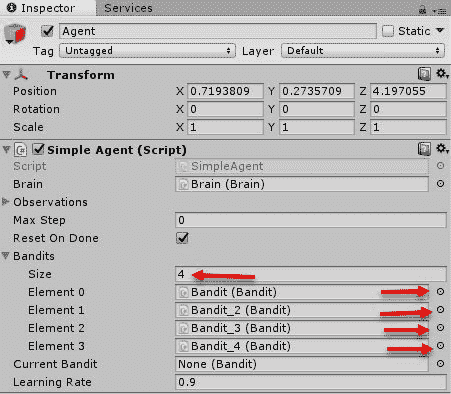 Inspector Services
Agent Static
Tag Untagged Layer Default
Transform
Position X 0.7193809 Y 0.2735709 Z 4.197055
Rotation X 0 Y 0 Z 0
Scale X 1 Y 1 Z 1
Simple Agent (Script)
Script SimpleAgent
Brain Brain (Brain)
Observations
Max Step 0
Reset On Done
Bandits
Size 4
Element 0 Bandit (Bandit)
Element 1 Bandit_2 (Bandit)
Element 2 Bandit_3 (Bandit)
Element 3 Bandit_4 (Bandit)
Current Bandit None (Bandit)
Learning Rate 0.9